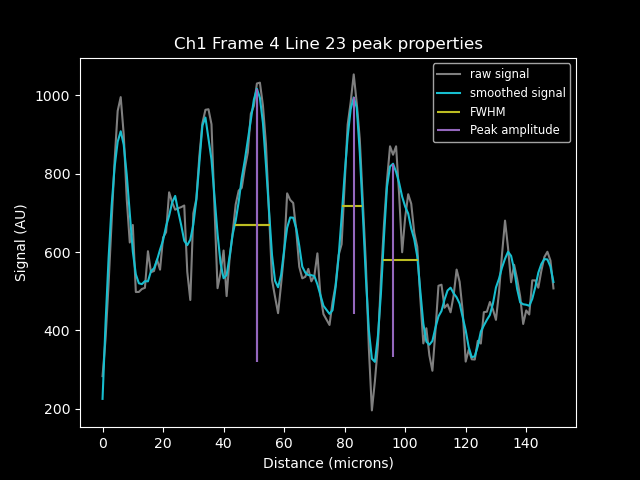 Ch1 Frame 4 Line 23 peak properties
raw signal
smoothed signal
FWHM
Peak amplitude
Signal (AU)
1000
800
600
400
200
0 20 40 60 80 100 120 140
Distance (microns)